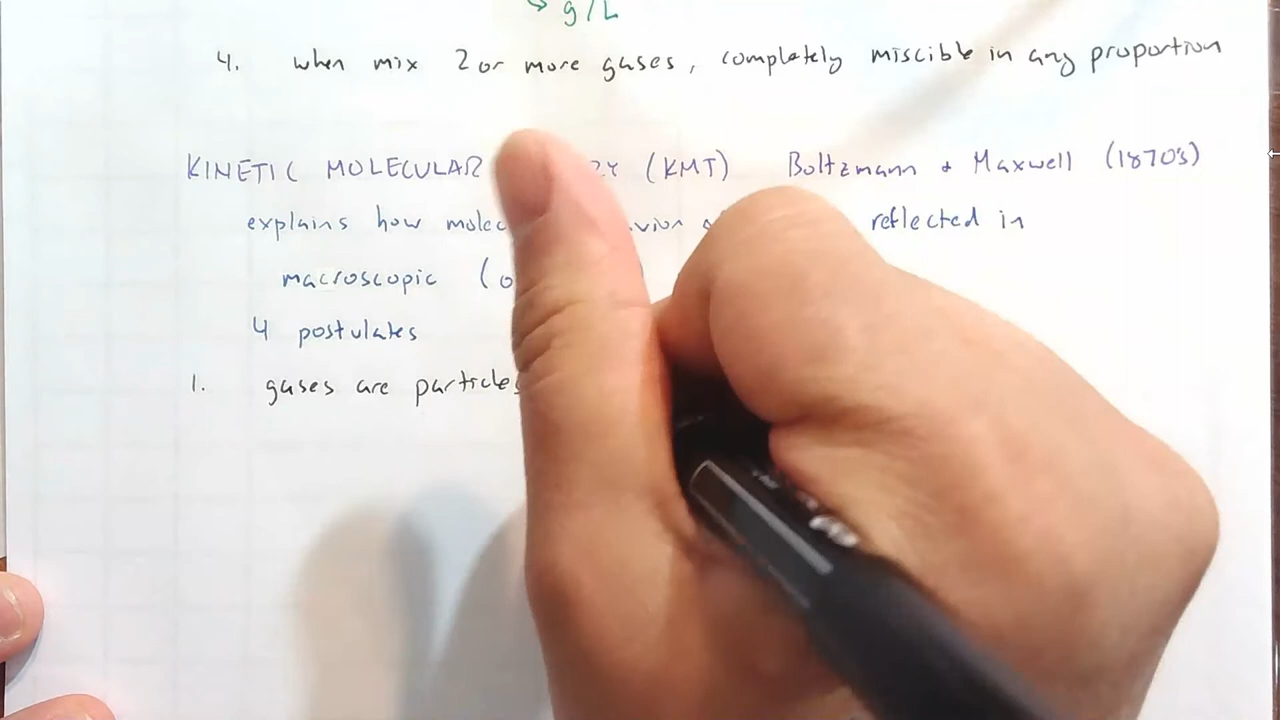 g/L
4. when mix 2 or more gases, completely miscible in any proportion
KINETIC MOLECULAR (KMT) Boltzmann & Maxwell (1870's)
explains how reflected in
macroscopic (
4 postulates
1. gases are particles